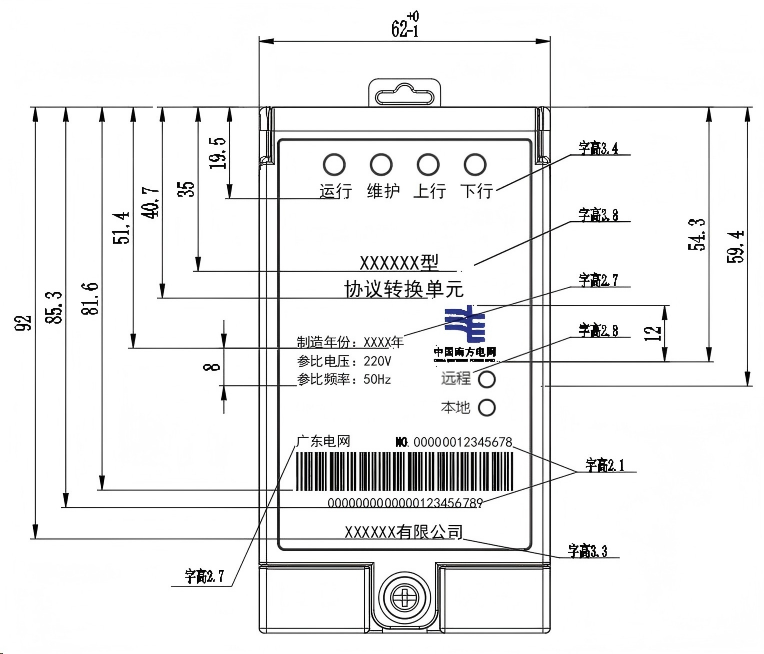 62+0-1
字高3.4
运行 维护 上行 下行
19.5
35
40.7
51.4
81.6
85.3
92
54.3
59.4
字高3.8
XXXXXX型
协议转换单元
字高2.7
12
字高2.8
中国南方电网
制造年份：XXXX年
参比电压：220V
参比频率：50Hz
8
远程
本地
广东电网 NO. 00000012345678
字高2.1
0000000000000123456789
XXXXXX有限公司
字高3.3
字高2.7